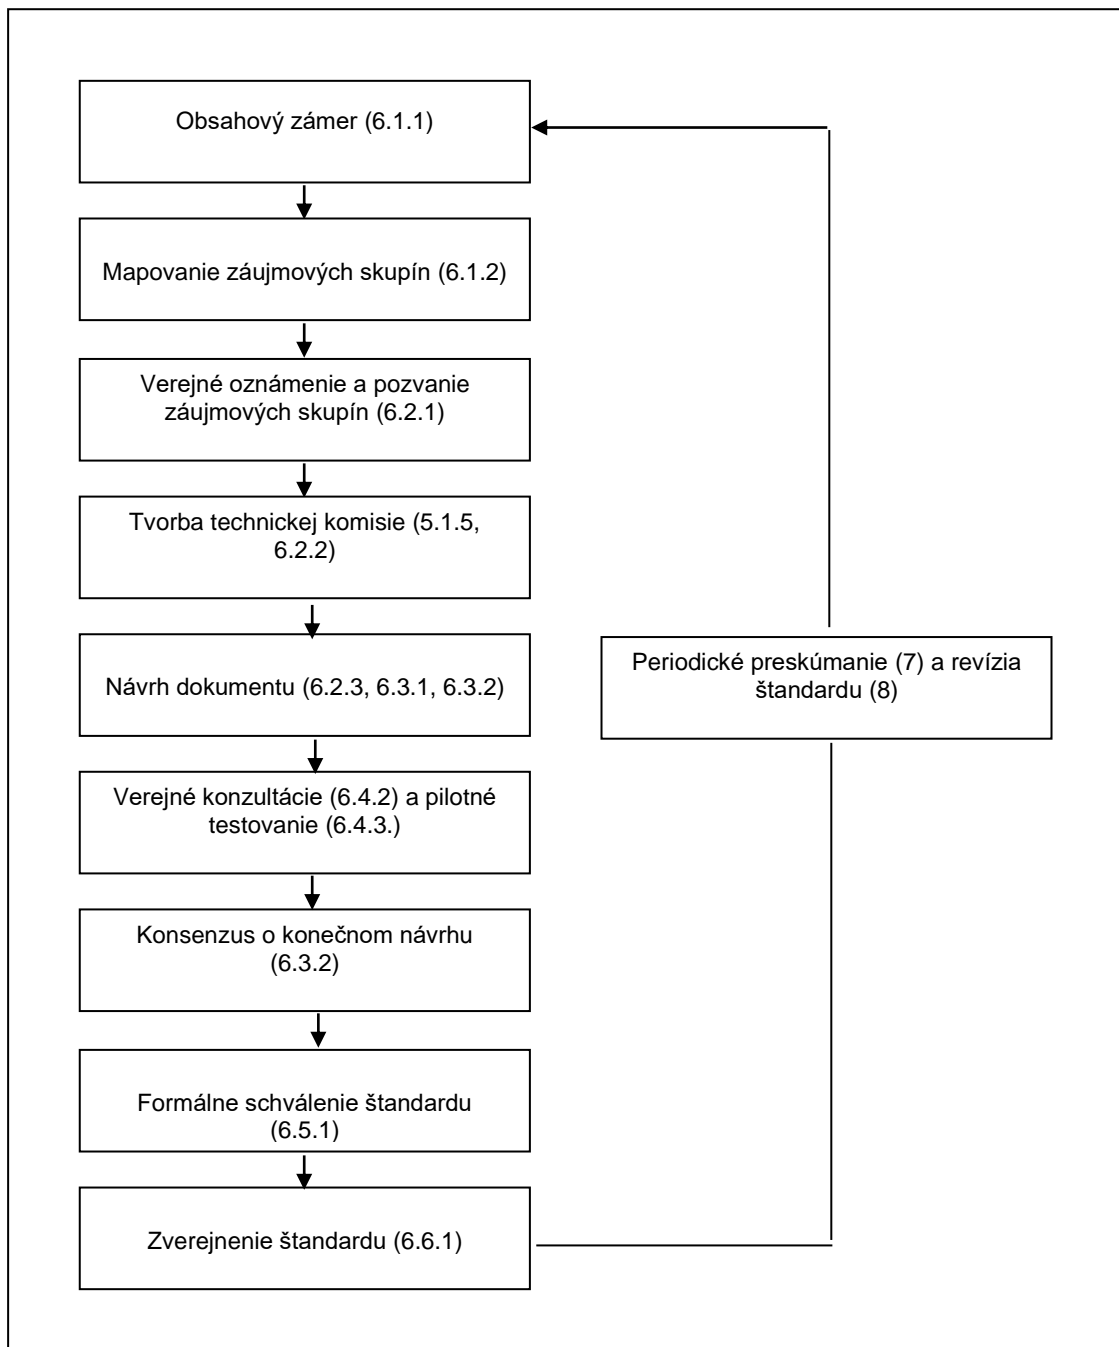 Obsahový zámer (6.1.1)
Mapovanie záujmových skupín (6.1.2)
Verejné oznámenie a pozvanie
záujmových skupín (6.2.1)
Tvorba technickej komisie (5.1.5,
6.2.2)
Návrh dokumentu (6.2.3, 6.3.1, 6.3.2)
Periodické preskúmanie (7) a revízia
štandardu (8)
Verejné konzultácie (6.4.2) a pilotné
testovanie (6.4.3.)
Konsenzus o konečnom návrhu
(6.3.2)
Formálne schválenie štandardu
(6.5.1)
Zverejnenie štandardu (6.6.1)